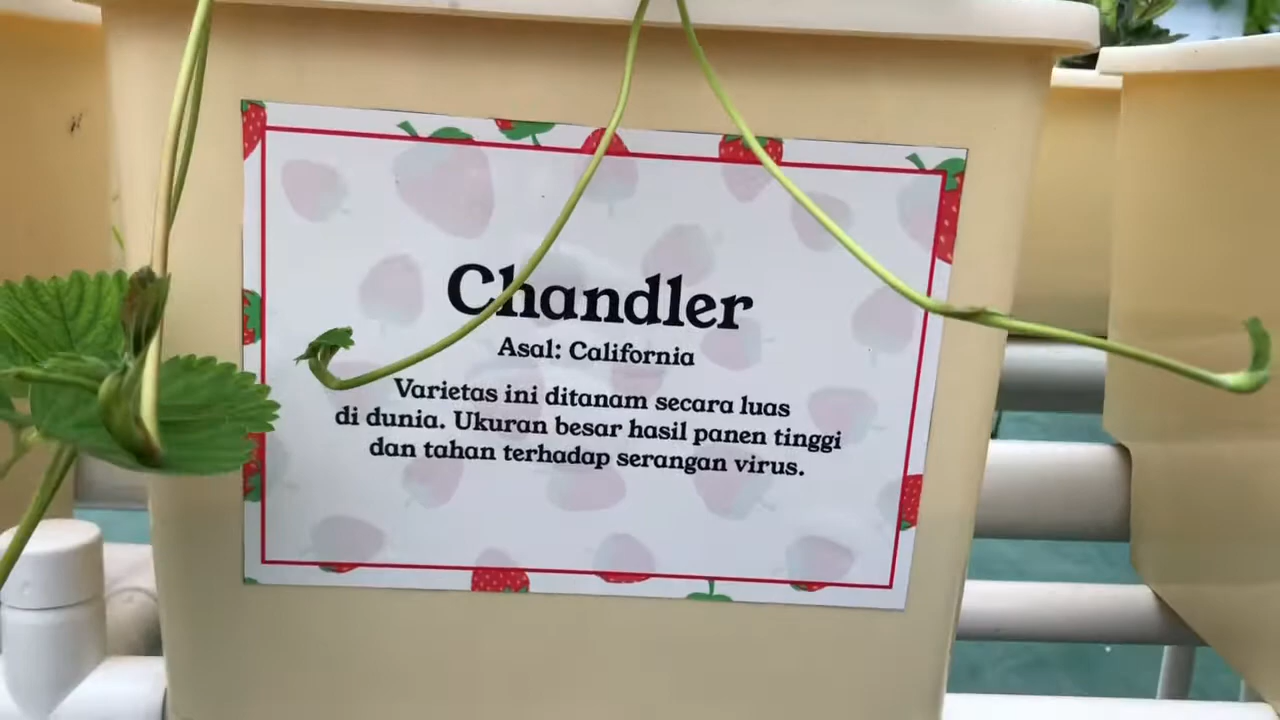 Chandler
Asal: California
Varietas ini ditanam secara luas
di dunia. Ukuran besar hasil panen tinggi
dan tahan terhadap serangan virus.